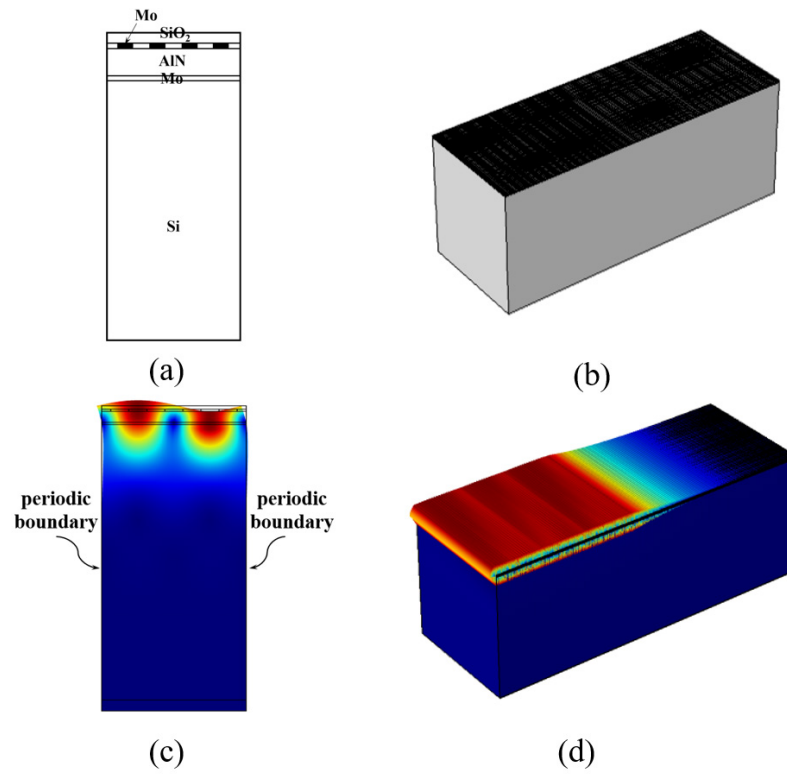 Mo
SiO₂
AlN
Mo
Si
(a)
(b)
periodic
boundary
periodic
boundary
(c)
(d)